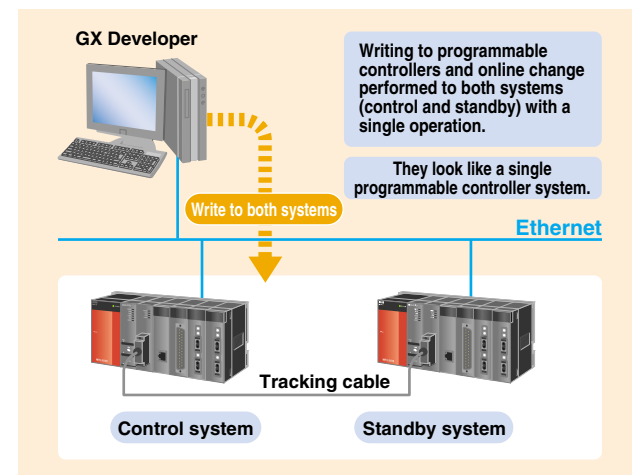 GX Developer
Writing to programmable
controllers and online change
performed to both systems
(control and standby) with a
single operation.
They look like a single
programmable controller system.
Write to both systems
Ethernet
Tracking cable
Control system
Standby system